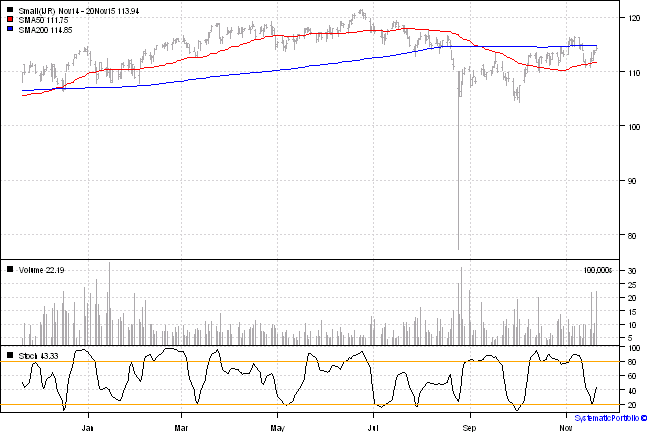 Small(IJR) Nov14 - 20Nov15 113.94
SMA50 111.75
SMA200 114.85
120
110
100
90
80
Volume 22.19
100,000s
30
25
20
15
10
5
Stoch 43.33
100
80
60
40
20
Jan
Mar
May
Jul
Sep
Nov
SystematicPortfolio ©